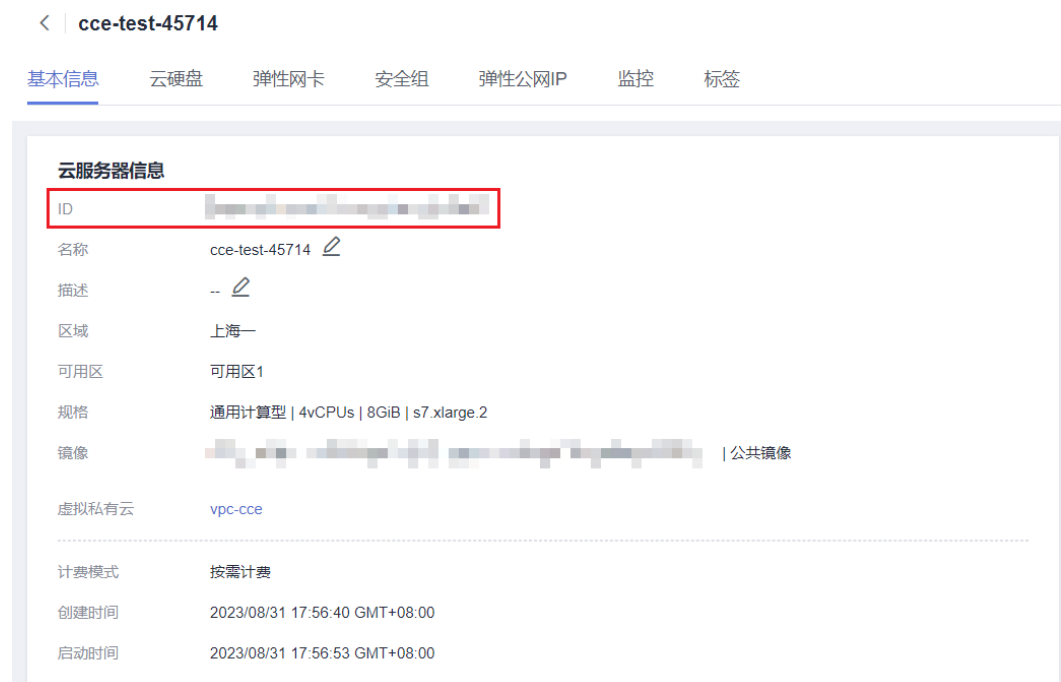 cce-test-45714
基本信息 云硬盘 弹性网卡 安全组 弹性公网IP 监控 标签
云服务器信息
ID
名称 cce-test-45714
描述 --
区域 上海一
可用区 可用区1
规格 通用计算型 | 4vCPUs | 8GiB | s7.xlarge.2
镜像 | 公共镜像
虚拟私有云 vpc-cce
计费模式 按需计费
创建时间 2023/08/31 17:56:40 GMT+08:00
启动时间 2023/08/31 17:56:53 GMT+08:00